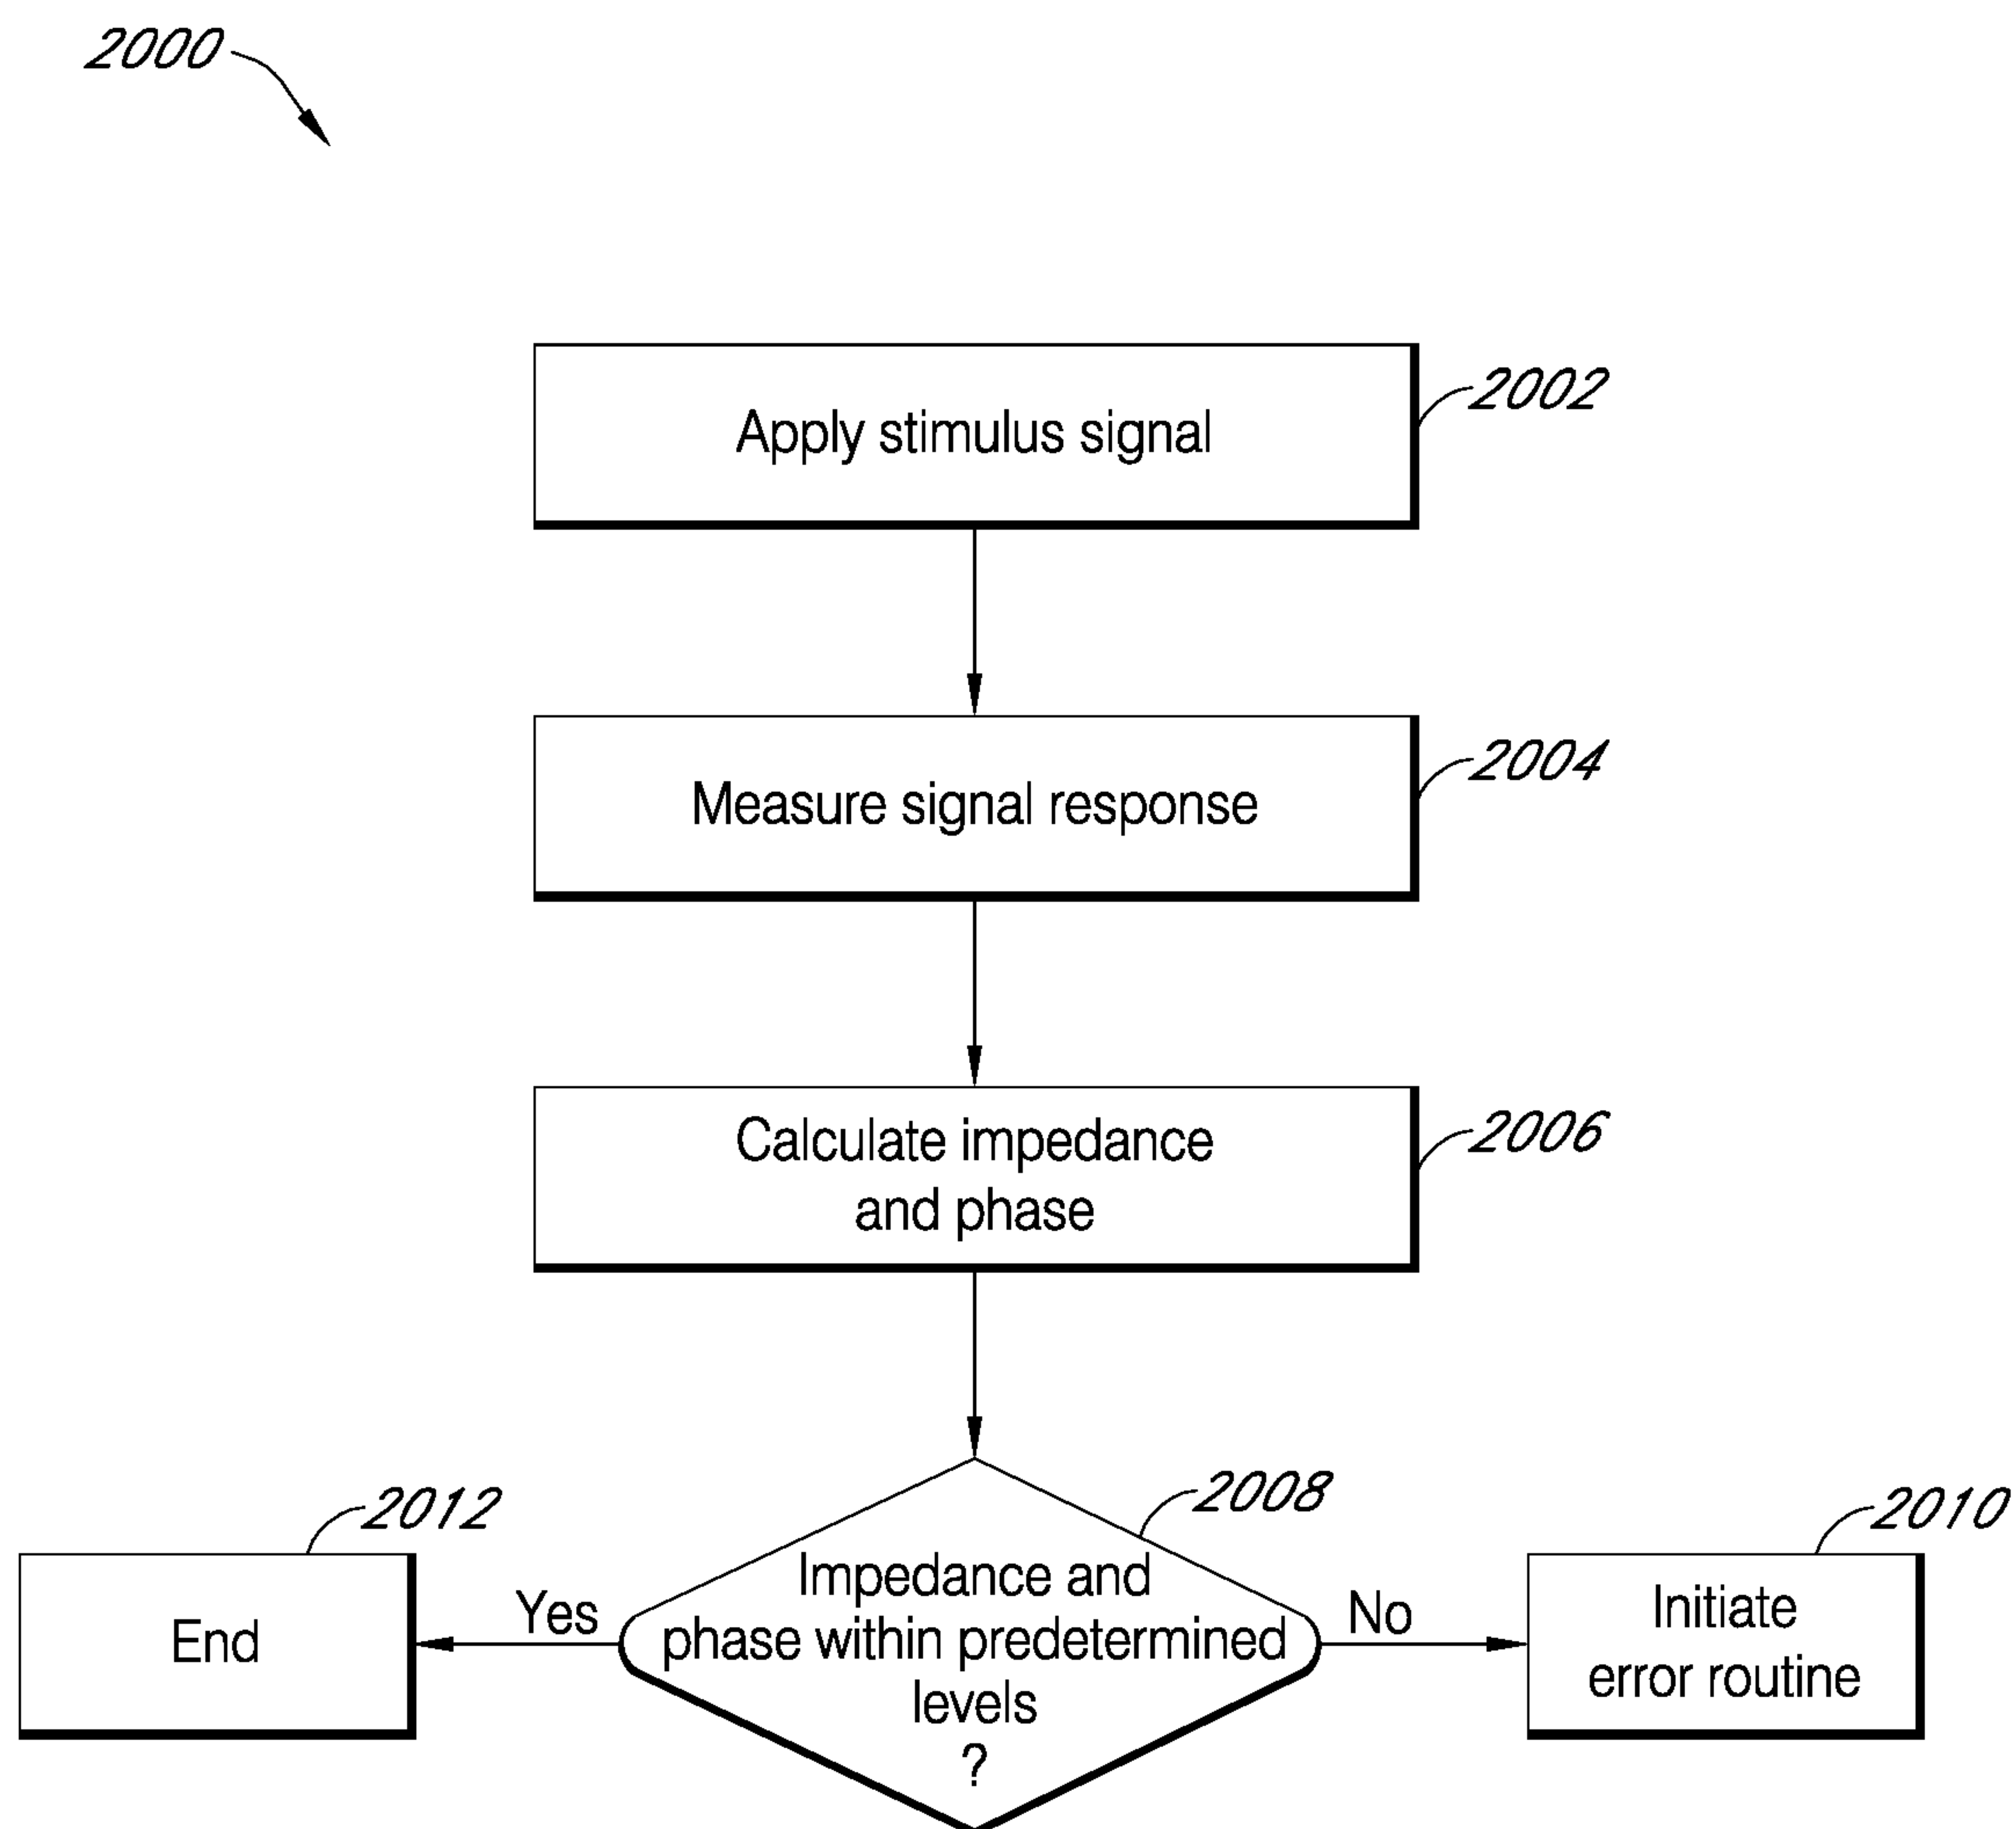 2000
Apply stimulus signal
2002
Measure signal response
2004
Calculate impedance
and phase
2006
2012
End
Yes
2008
Impedance and
phase within predetermined
levels
?
No
2010
Initiate
error routine